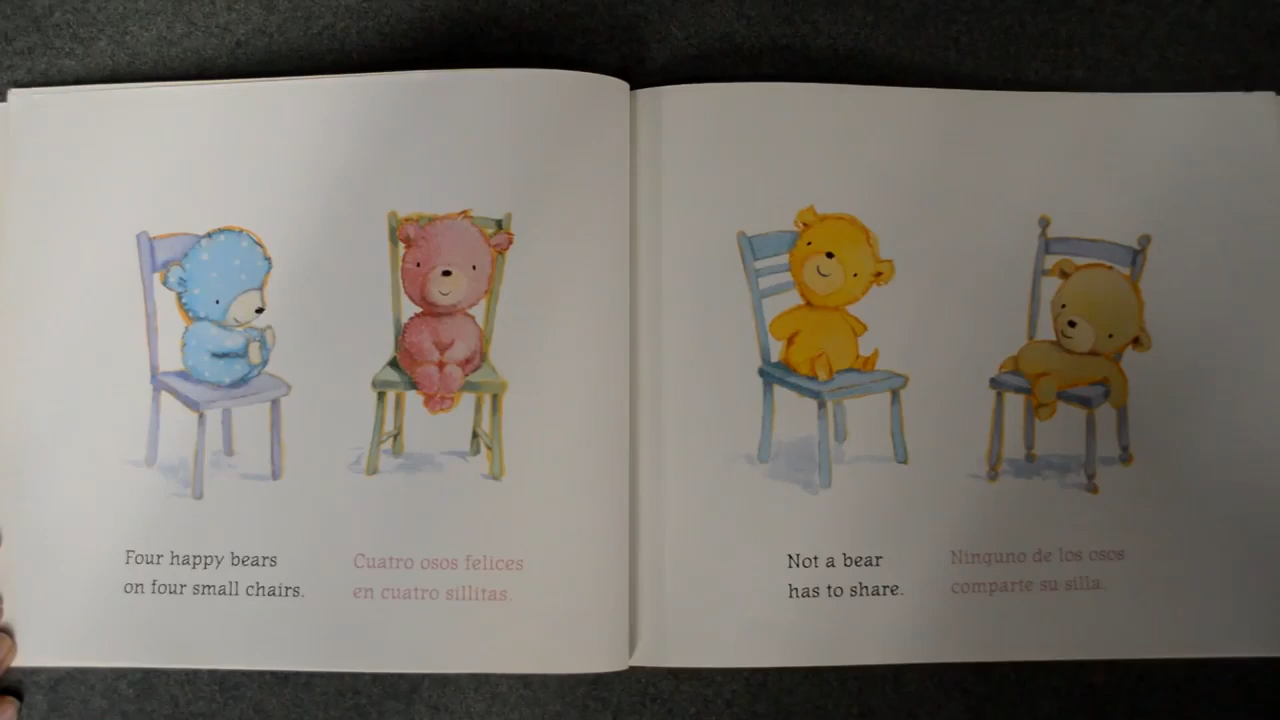 Four happy bears
on four small chairs.
Cuatro osos felices
en cuatro sillitas.
Not a bear
has to share.
Ninguno de los osos
comparte su silla.